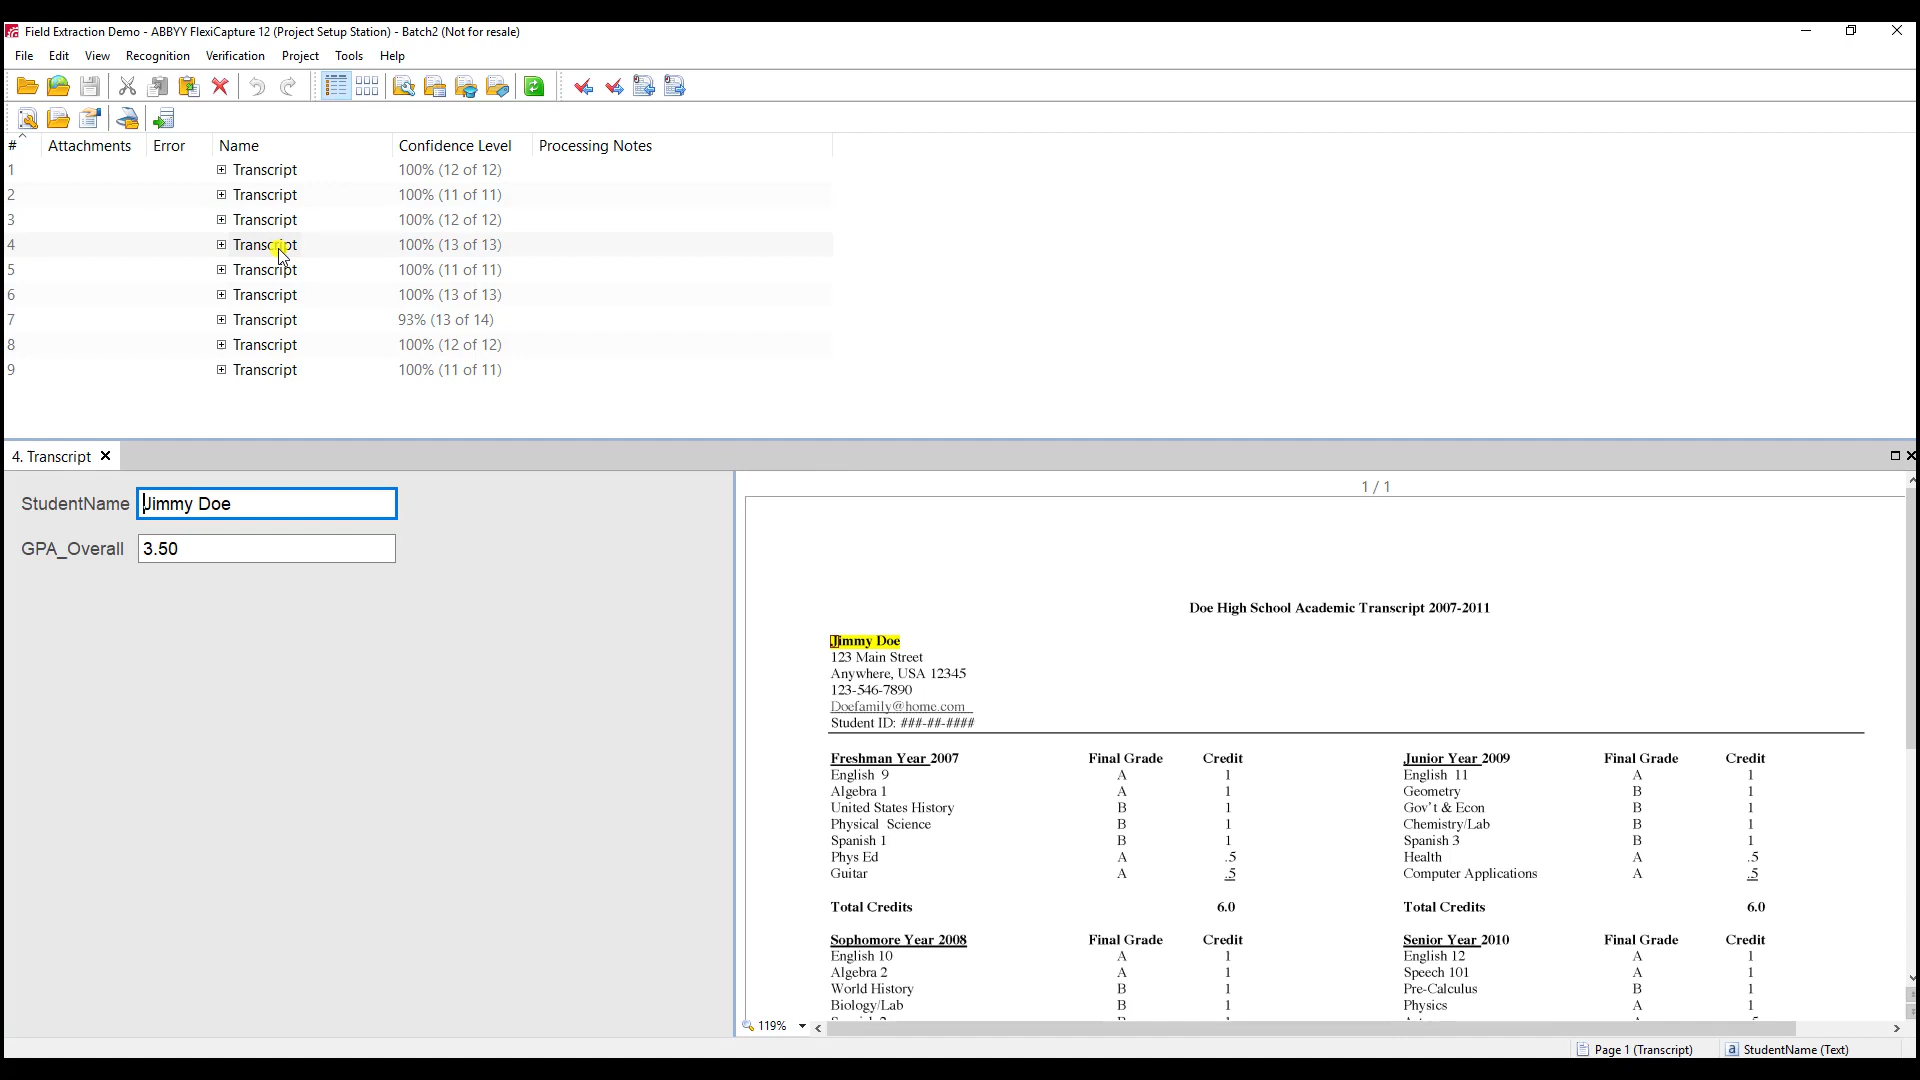 Field Extraction Demo - ABBYY FlexiCapture 12 (Project Setup Station) - Batch2 (Not for resale)
File Edit View Recognition Verification Project Tools Help
# Attachments Error Name Confidence Level Processing Notes
1 Transcript 100% (12 of 12)
2 Transcript 100% (11 of 11)
3 Transcript 100% (12 of 12)
4 Transcript 100% (13 of 13)
5 Transcript 100% (11 of 11)
6 Transcript 100% (13 of 13)
7 Transcript 93% (13 of 14)
8 Transcript 100% (12 of 12)
9 Transcript 100% (11 of 11)
4. Transcript
StudentName Jimmy Doe
GPA_Overall 3.50
1 / 1
Doe High School Academic Transcript 2007-2011
Jimmy Doe
123 Main Street
Anywhere, USA 12345
123-546-7890
Doefamily@home.com
Student ID: ###-##-####
Freshman Year 2007 Final Grade Credit
English 9 A 1
Algebra 1 A 1
United States History B 1
Physical Science B 1
Spanish 1 B 1
Phys Ed A .5
Guitar A .5
Total Credits 6.0
Junior Year 2009 Final Grade Credit
English 11 A 1
Geometry B 1
Gov't & Econ B 1
Chemistry/Lab B 1
Spanish 3 B 1
Health A .5
Computer Applications A .5
Total Credits 6.0
Sophomore Year 2008 Final Grade Credit
English 10 A 1
Algebra 2 A 1
World History B 1
Biology/Lab B 1
Senior Year 2010 Final Grade Credit
English 12 A 1
Speech 101 A 1
Pre-Calculus B 1
Physics A 1
119%
Page 1 (Transcript) a StudentName (Text)